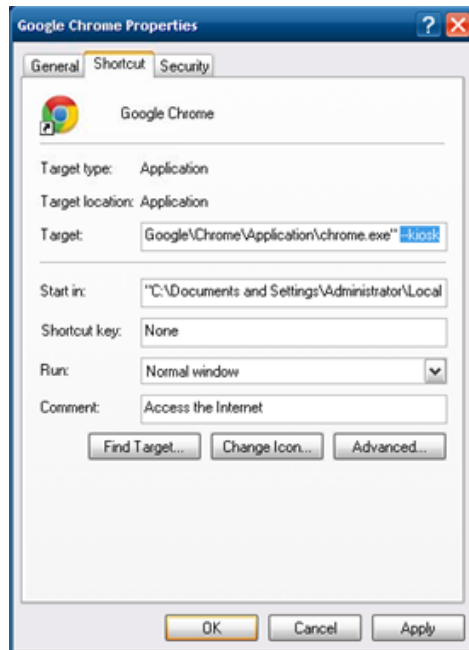 Google Chrome Properties
General Shortcut Security
Google Chrome
Target type: Application
Target location: Application
Target: Google\Chrome\Application\chrome.exe" --kiosk
Start in: "C:\Documents and Settings\Administrator\Local
Shortcut key: None
Run: Normal window
Comment: Access the Internet
Find Target... Change Icon... Advanced...
OK Cancel Apply